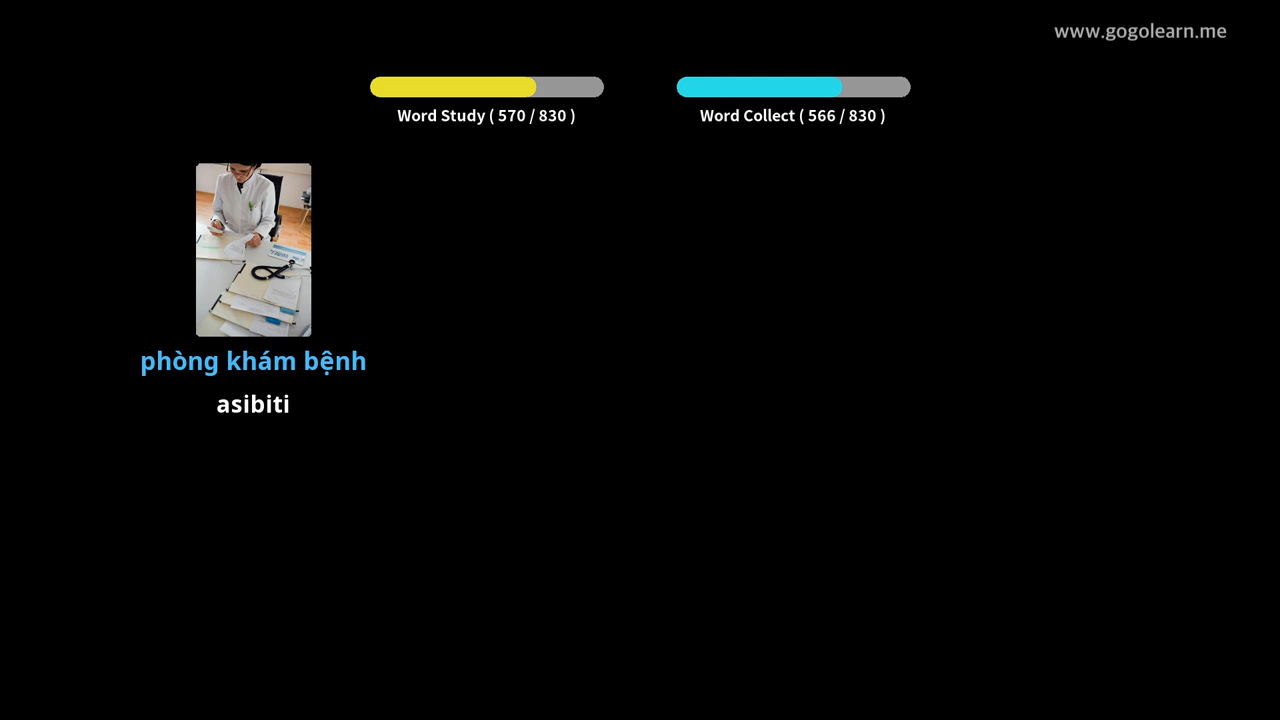 www.gogolearn.me
Word Study ( 570 / 830 )
Word Collect ( 566 / 830 )
phòng khám bệnh
asibiti